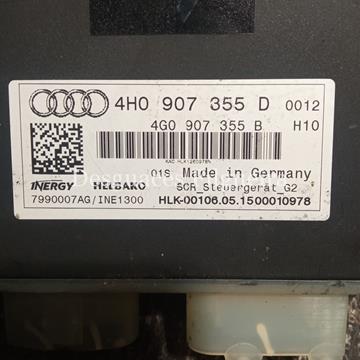 4H0 907 355 D 0012
4G0 907 355 B H10
01S Made in Germany
INERGY HELBAKO SCR_Steuergerät_G2
7990007AG/INE1300 HLK-00106.05.1500010978